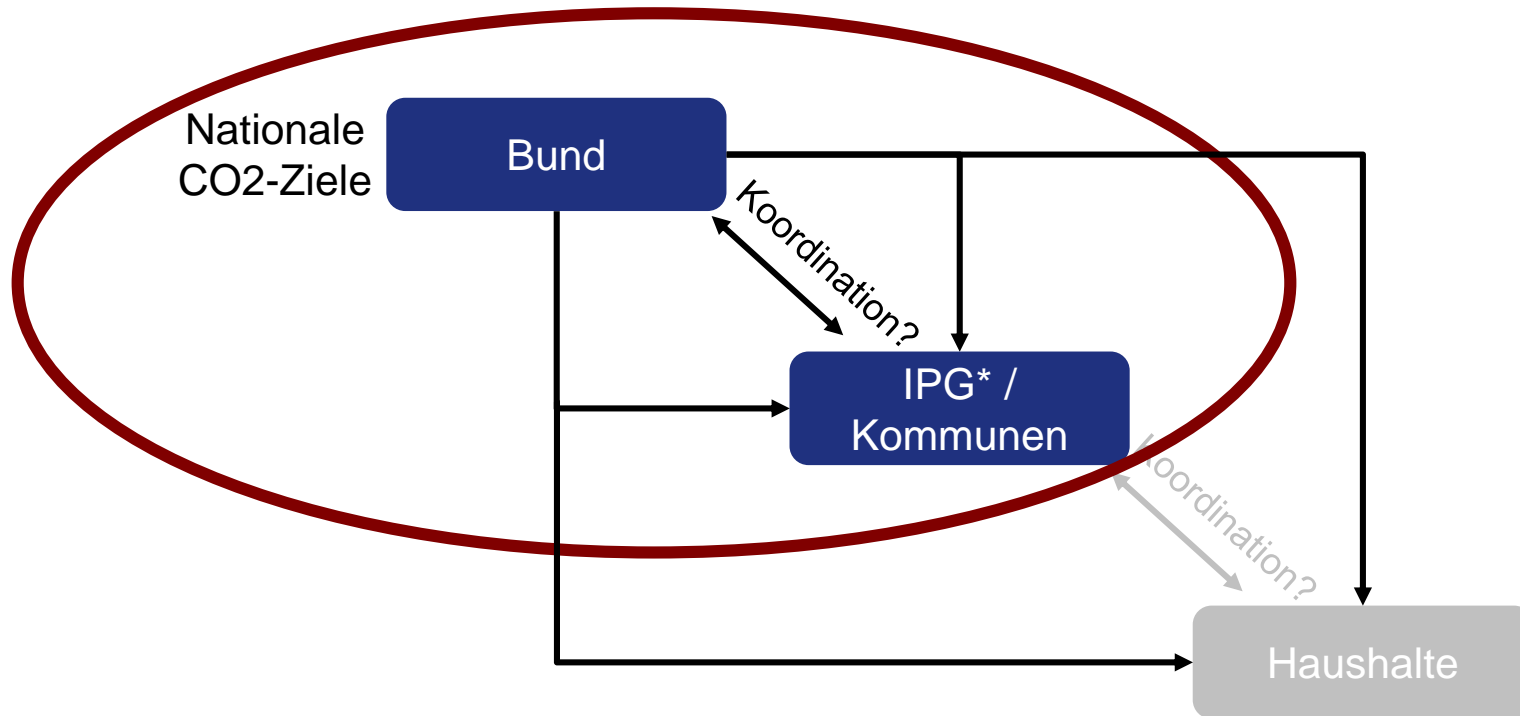 Nationale
CO2-Ziele
Bund
Koordination?
IPG* /
Kommunen
Koordination?
Haushalte